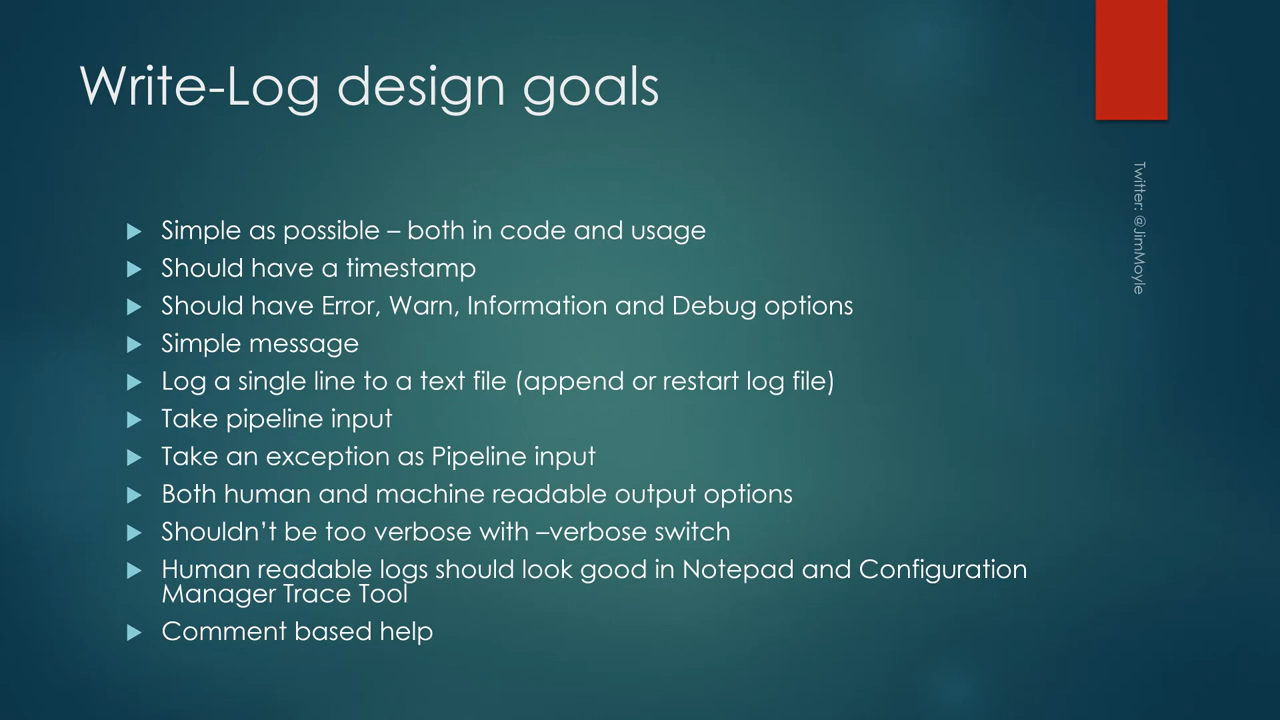 Write-Log design goals
Simple as possible – both in code and usage
Should have a timestamp
Should have Error, Warn, Information and Debug options
Simple message
Log a single line to a text file (append or restart log file)
Take pipeline input
Take an exception as Pipeline input
Both human and machine readable output options
Shouldn’t be too verbose with –verbose switch
Human readable logs should look good in Notepad and Configuration
Manager Trace Tool
Comment based help
Twitter: @JimMoyle